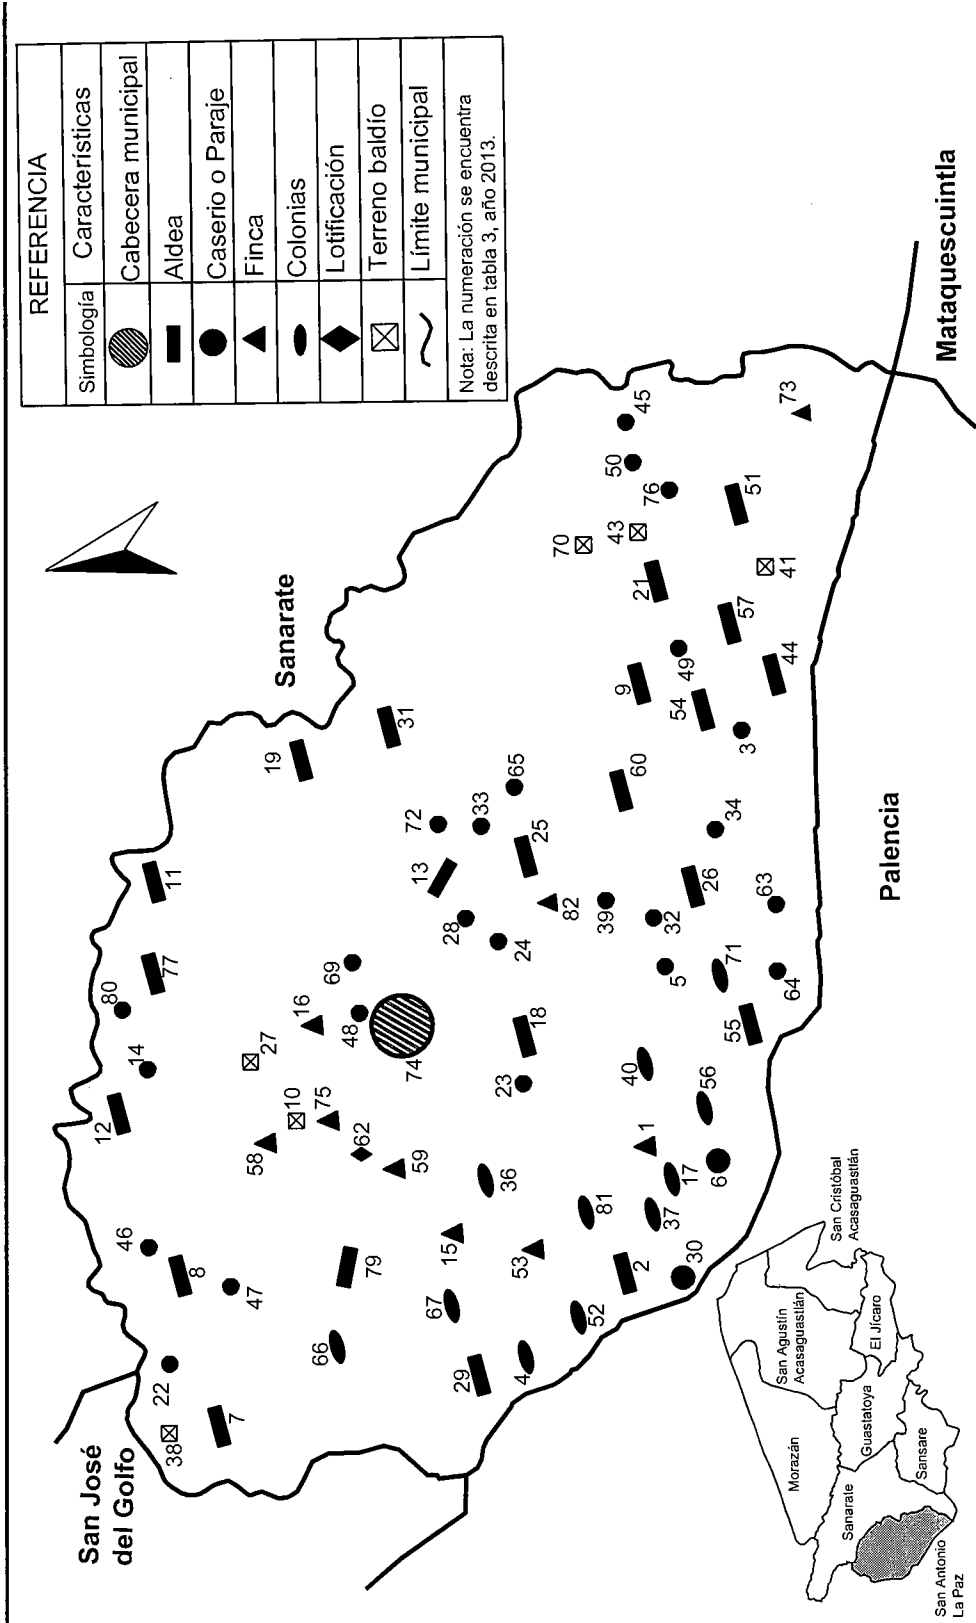 REFERENCIA
Simbología Características
Cabecera municipal
Aldea
Caserio o Paraje
Finca
Colonias
Lotificación
Terreno baldío
Límite municipal
Nota: La numeración se encuentra
descrita en tabla 3, año 2013.
San José
del Golfo
Sanarate
Palencia
Mataquescuintla
38
7
22
47
8
46
12
14
80
77
11
19
31
58
10
27
75
62
59
16
48
69
74
79
66
67
15
36
29
4
53
52
81
2
30
37
17
1
6
56
40
23
18
24
28
13
72
33
65
25
82
39
32
5
71
55
64
63
26
34
60
3
54
9
49
44
57
21
70
43
41
51
76
50
45
73
Morazán
San Agustín
Acasaguastlán
San Cristóbal
Acasaguastlán
El Jícaro
Guastatoya
Sansare
Sanarate
San Antonio
La Paz